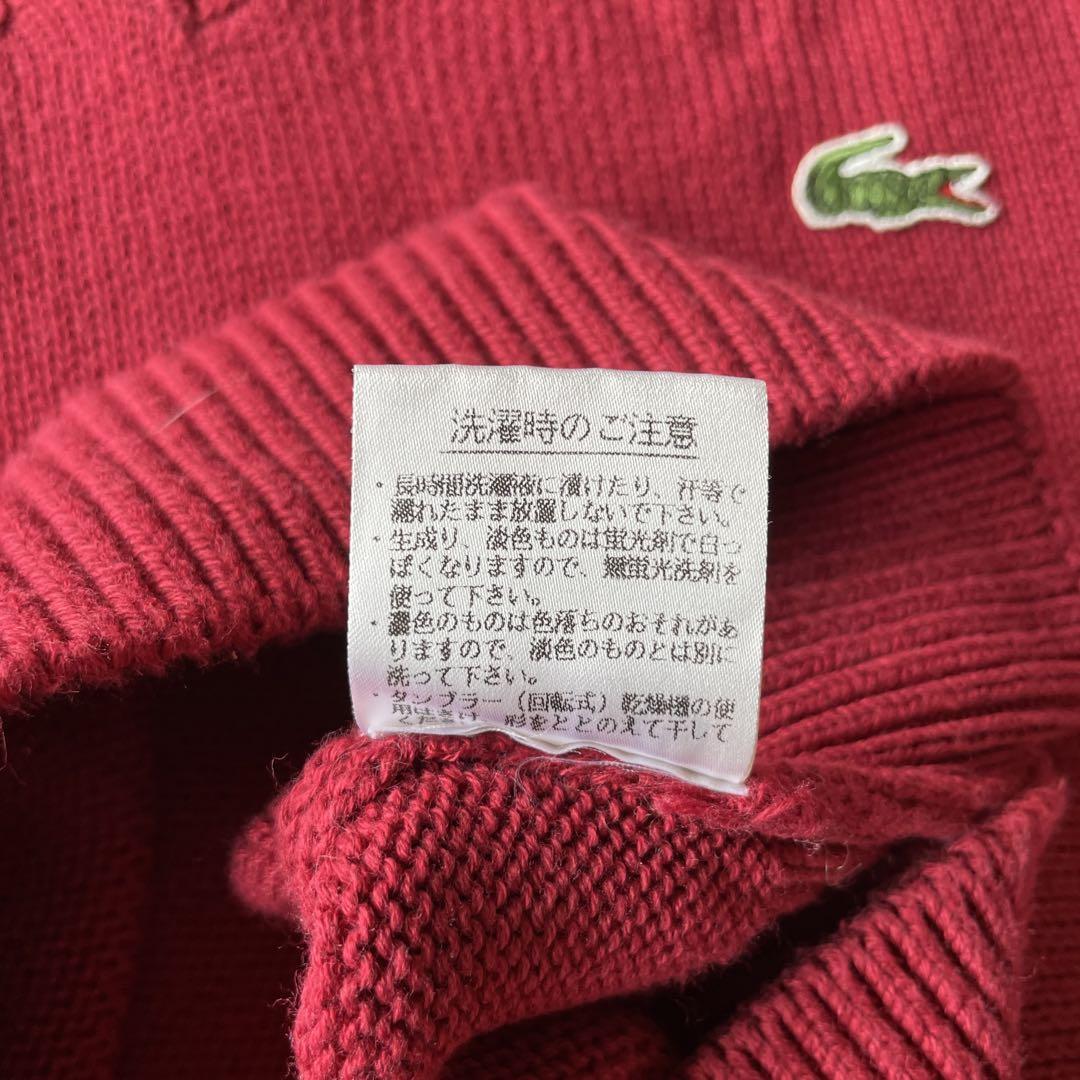 洗濯時のご注意
・長時間洗濯液に浸けたり、汗等で
濡れたまま放置しないで下さい。
・生成り、淡色ものは蛍光剤で白っ
ぽくなりますので、無蛍光洗剤を
使って下さい。
・濃色のものは色落ちのおそれがあ
りますので、淡色のものとは別に
洗って下さい。
・タンブラー（回転式）乾燥機の使
用はさけ、形をととのえて干して